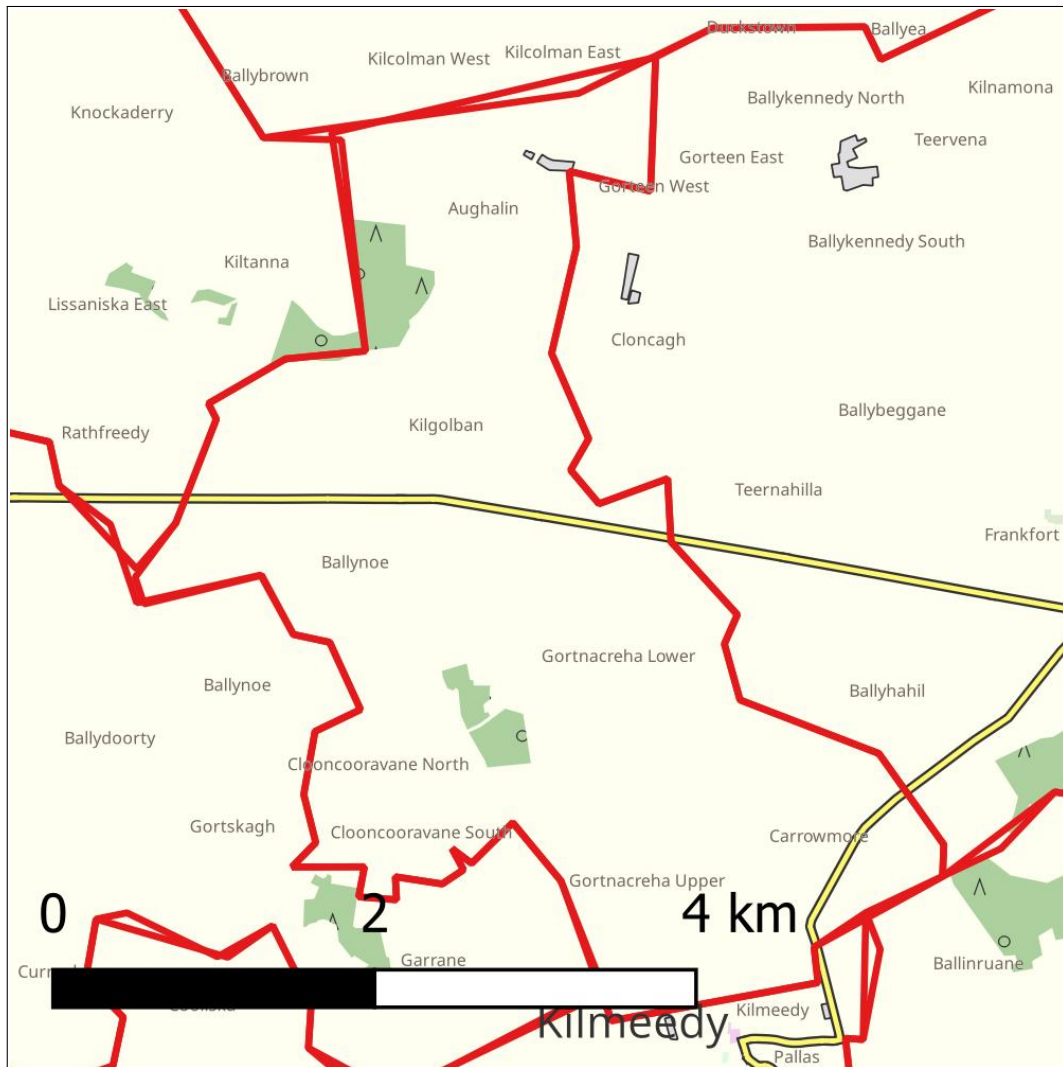 Duckstown
Ballyea
Kilcolman West
Kilcolman East
Ballybrown
Kilnamona
Ballykennedy North
Knockaderry
Teervena
Gorteen East
Gorteen West
Aughalin
Ballykennedy South
Kiltanna
Lissaniska East
Cloncagh
Ballybeggane
Kilgolban
Rathfreedy
Teernahilla
Frankfort
Ballynoe
Gortnacreha Lower
Ballynoe
Ballyhahil
Ballydoorty
Clooncooravane North
Gortskagh
Clooncooravane South
Carrowmore
Gortnacreha Upper
0 2 4 km
Garrane
Ballinruane
Kilmeedy
Kilmeedy
Pallas